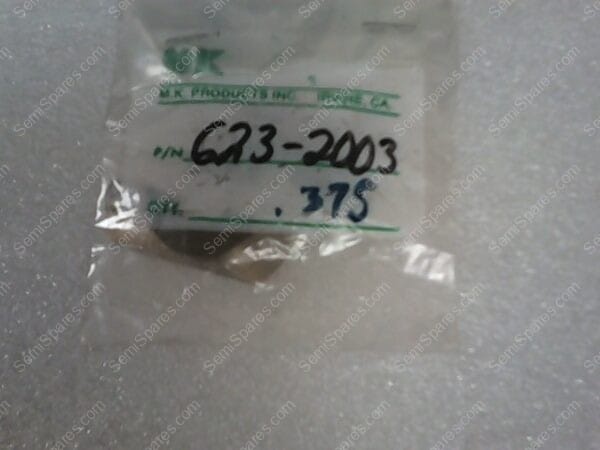 MK
M.K. PRODUCTS INC. IRVINE, CA.
P/N 623-2003
QTY. .375
SemiSpares.com